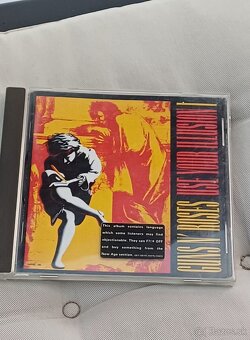 USE YOUR ILLUSION I
GUNS N' ROSES
This album contains language
which some listeners may find
objectionable. They can F?!* OFF
and buy something from the
New Age section.